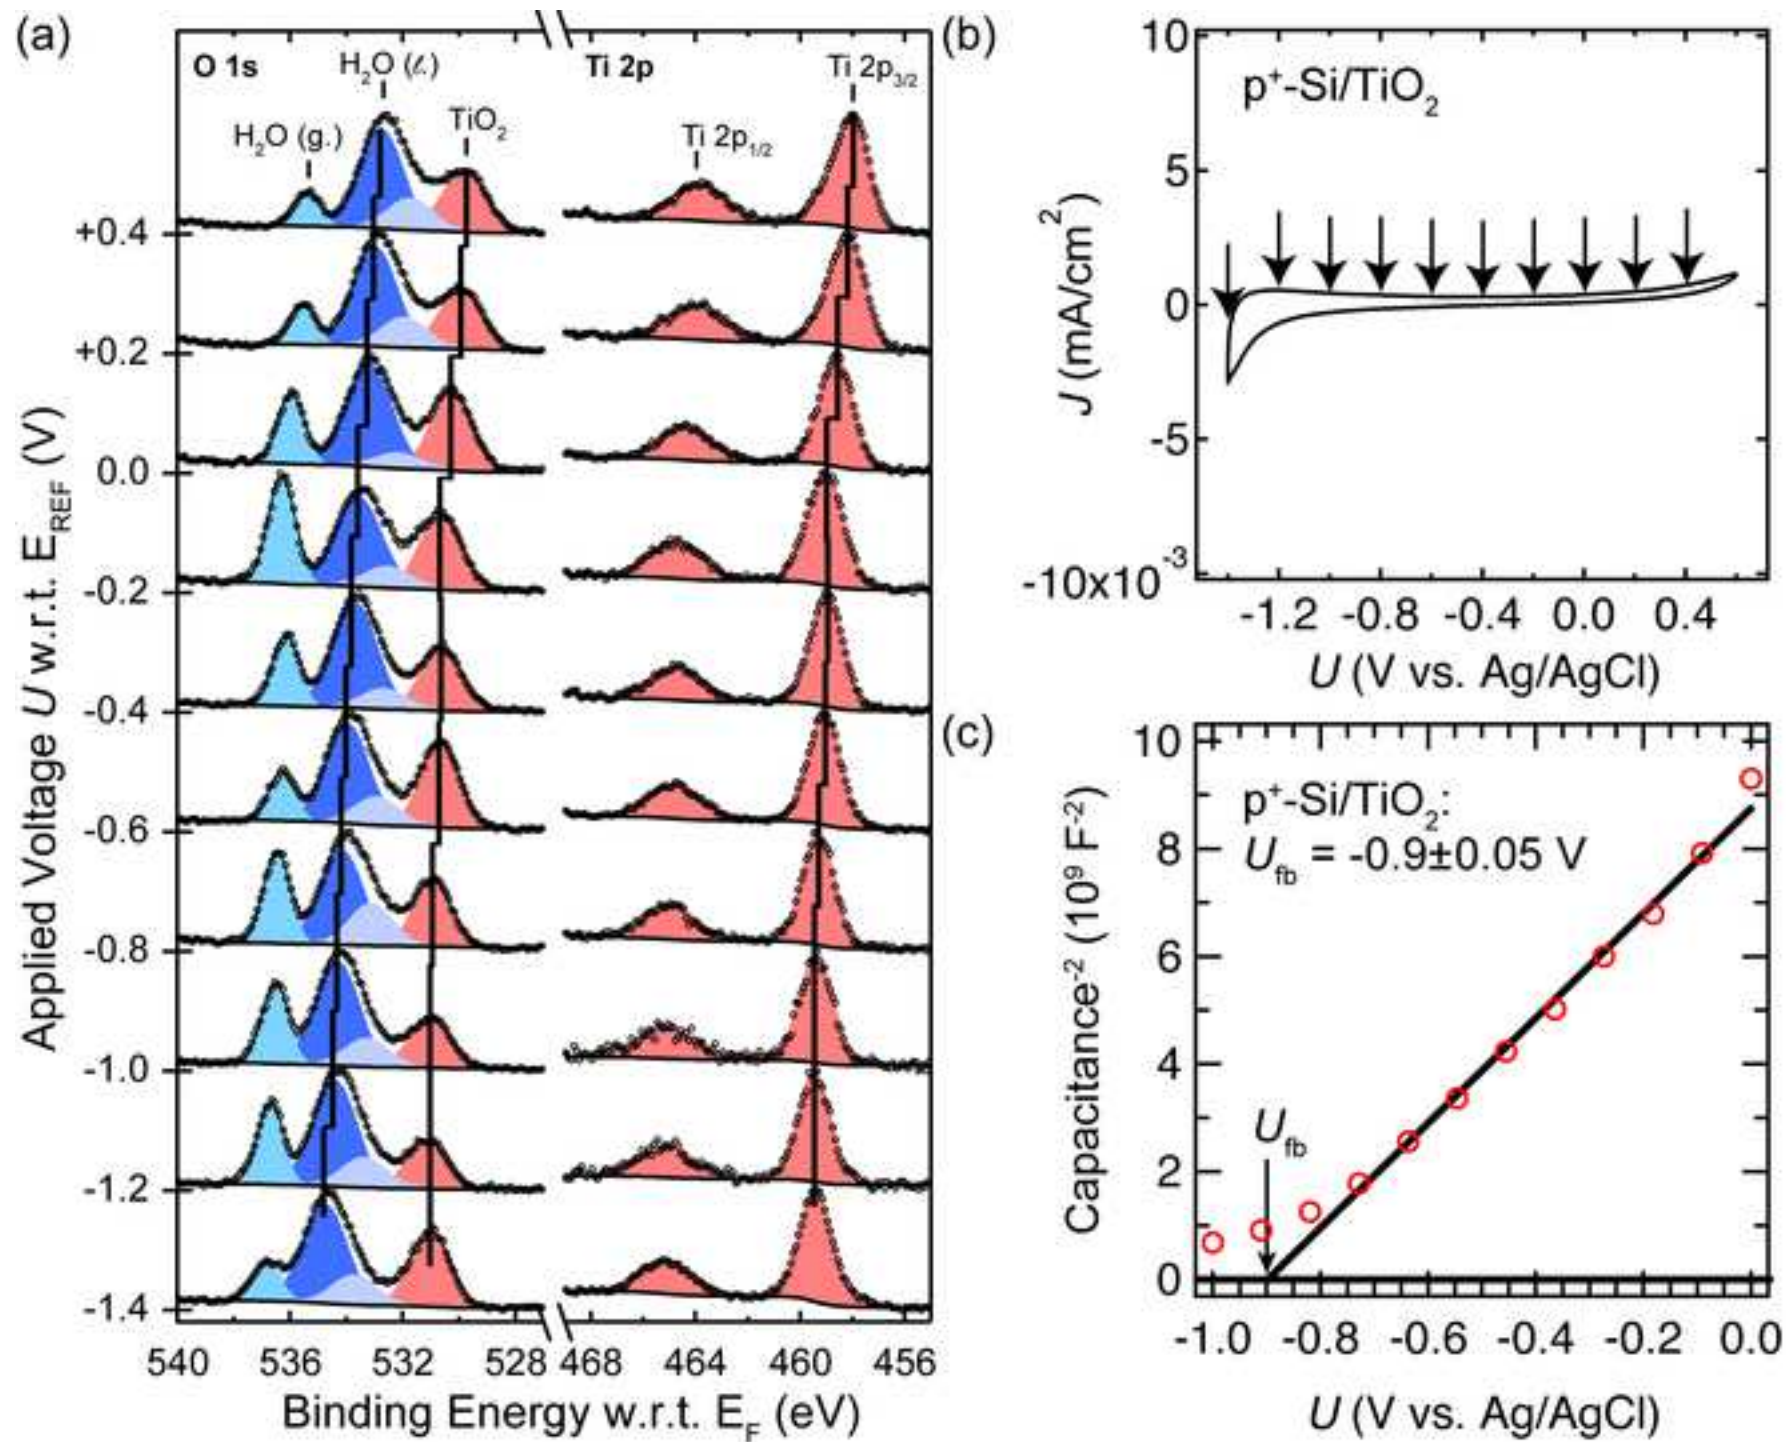 (a)
O 1s
H₂O (ℓ)
Ti 2p
Ti 2p₃/₂
H₂O (g.)
TiO₂
Ti 2p₁/₂
Applied Voltage U w.r.t. E_REF (V)
+0.4
+0.2
0.0
-0.2
-0.4
-0.6
-0.8
-1.0
-1.2
-1.4
540
536
532
528
468
464
460
456
Binding Energy w.r.t. E_F (eV)
(b)
p⁺-Si/TiO₂
J (mA/cm²)
10
5
0
-5
-10x10⁻³
-1.2
-0.8
-0.4
0.0
0.4
U (V vs. Ag/AgCl)
(c)
p⁺-Si/TiO₂:
U_fb = -0.9±0.05 V
U_fb
Capacitance⁻² (10⁹ F⁻²)
10
8
6
4
2
0
-1.0
-0.8
-0.6
-0.4
-0.2
0.0
U (V vs. Ag/AgCl)